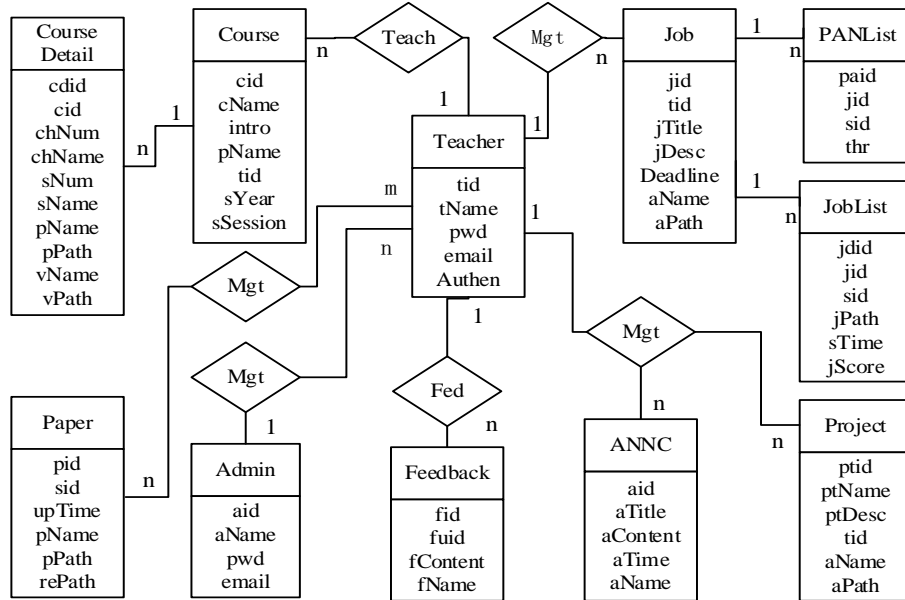 Course
Detail
cdid
cid
chNum
chName
sNum
sName
pName
pPath
vName
vPath
n
1
Course
cid
cName
intro
pName
tid
sYear
sSession
n
Teach
1
Mgt
n
1
Job
jid
tid
jTitle
jDesc
Deadline
aName
aPath
1
n
PANList
paid
jid
sid
thr
1
n
JobList
jdid
jid
sid
jPath
sTime
jScore
Teacher
tid
tName
pwd
email
Authen
m
n
1
1
Mgt
Mgt
Fed
Mgt
n
1
n
n
n
Paper
pid
sid
upTime
pName
pPath
rePath
Admin
aid
aName
pwd
email
Feedback
fid
fuid
fContent
fName
ANNC
aid
aTitle
aContent
aTime
aName
Project
ptid
ptName
ptDesc
tid
aName
aPath